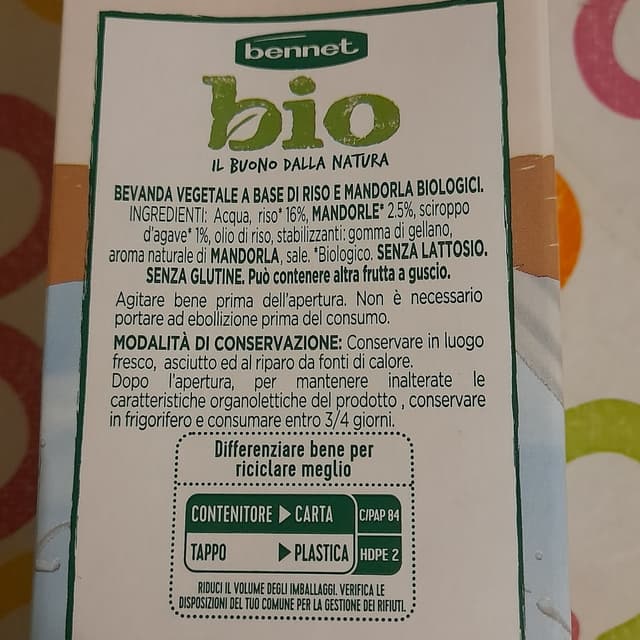 bennet
bio
IL BUONO DALLA NATURA
BEVANDA VEGETALE A BASE DI RISO E MANDORLA BIOLOGICI.
INGREDIENTI: Acqua, riso* 16%, MANDORLE* 2.5%, sciroppo
d'agave* 1%, olio di riso, stabilizzanti: gomma di gellano,
aroma naturale di MANDORLA, sale. *Biologico. SENZA LATTOSIO.
SENZA GLUTINE. Può contenere altra frutta a guscio.
Agitare bene prima dell'apertura. Non è necessario
portare ad ebollizione prima del consumo.
MODALITÀ DI CONSERVAZIONE: Conservare in luogo
fresco, asciutto ed al riparo da fonti di calore.
Dopo l'apertura, per mantenere inalterate le
caratteristiche organolettiche del prodotto , conservare
in frigorifero e consumare entro 3/4 giorni.
Differenziare bene per
riciclare meglio
CONTENITORE CARTA C/PAP 84
TAPPO PLASTICA HDPE 2
RIDUCI IL VOLUME DEGLI IMBALLAGGI. VERIFICA LE
DISPOSIZIONI DEL TUO COMUNE PER LA GESTIONE DEI RIFIUTI.